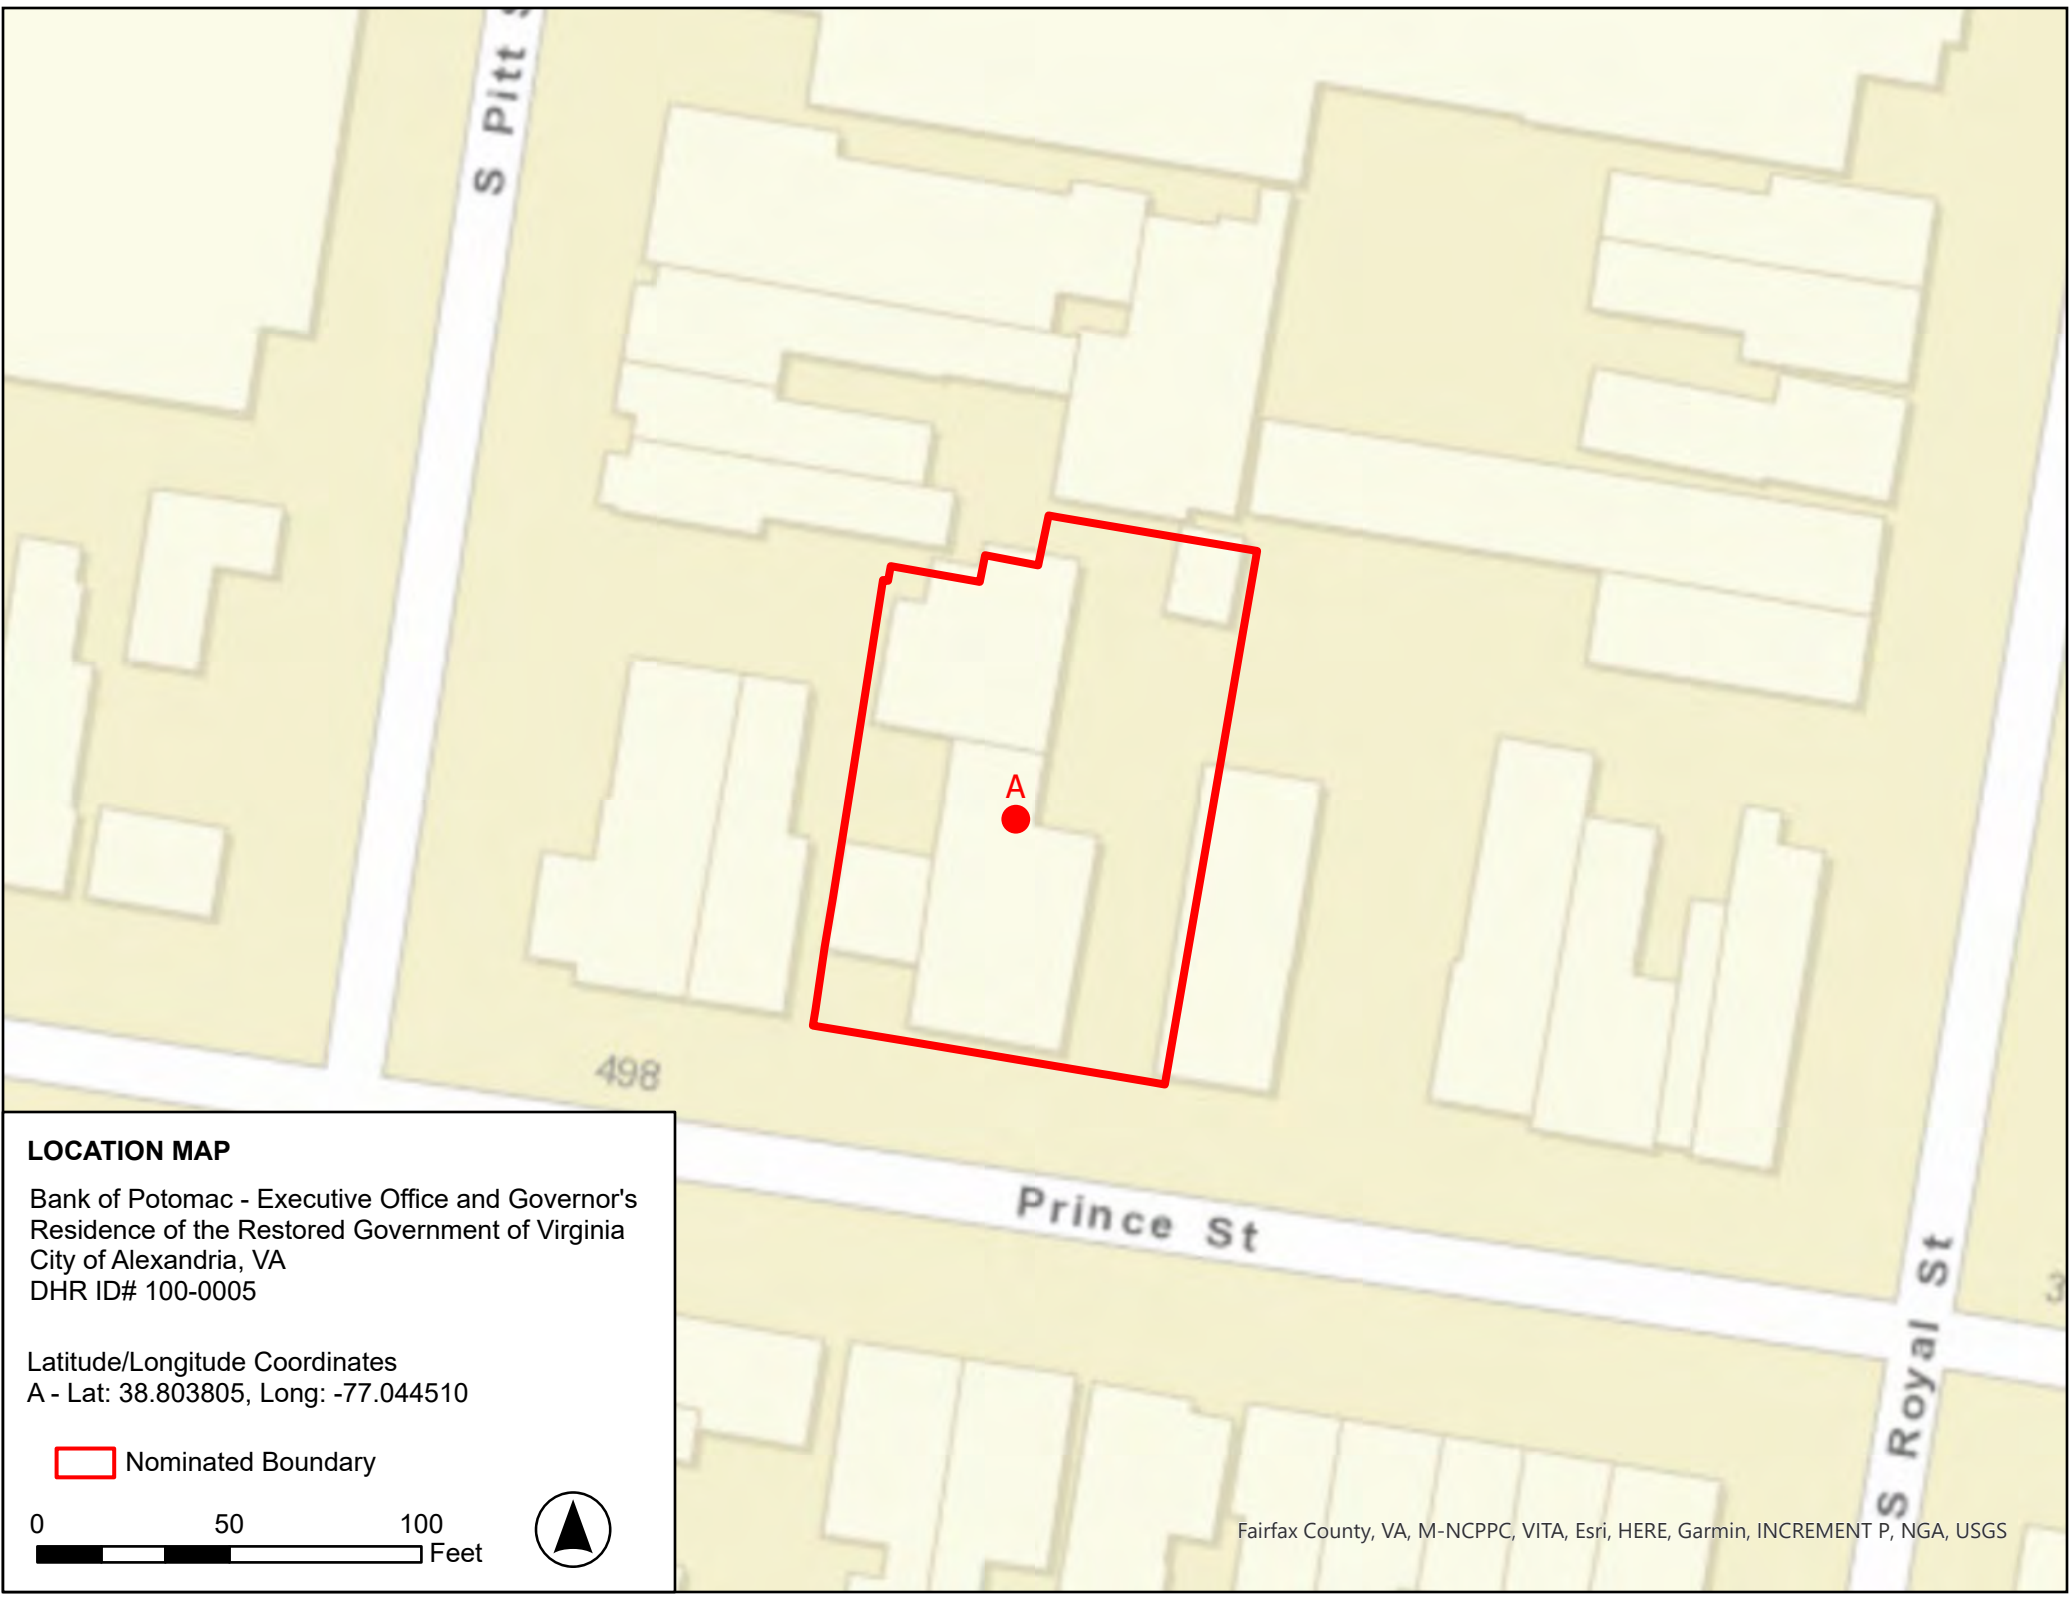 S Pitt S
498
Prince St
S Royal St
3
LOCATION MAP
Bank of Potomac - Executive Office and Governor's
Residence of the Restored Government of Virginia
City of Alexandria, VA
DHR ID# 100-0005
Latitude/Longitude Coordinates
A - Lat: 38.803805, Long: -77.044510
Nominated Boundary
0 50 100
Feet
A
Fairfax County, VA, M-NCPPC, VITA, Esri, HERE, Garmin, INCREMENT P, NGA, USGS